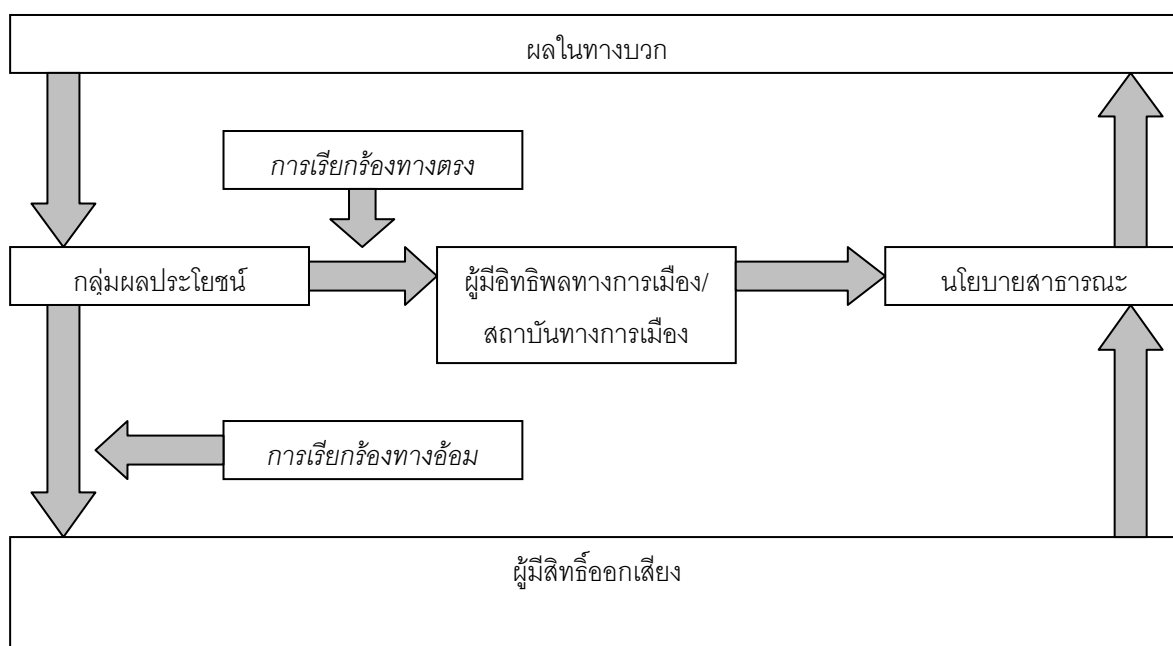 ผลในทางบวก
การเรียกร้องทางตรง
กลุ่มผลประโยชน์
ผู้มีอิทธิพลทางการเมือง/
สถาบันทางการเมือง
นโยบายสาธารณะ
การเรียกร้องทางอ้อม
ผู้มีสิทธิ์ออกเสียง